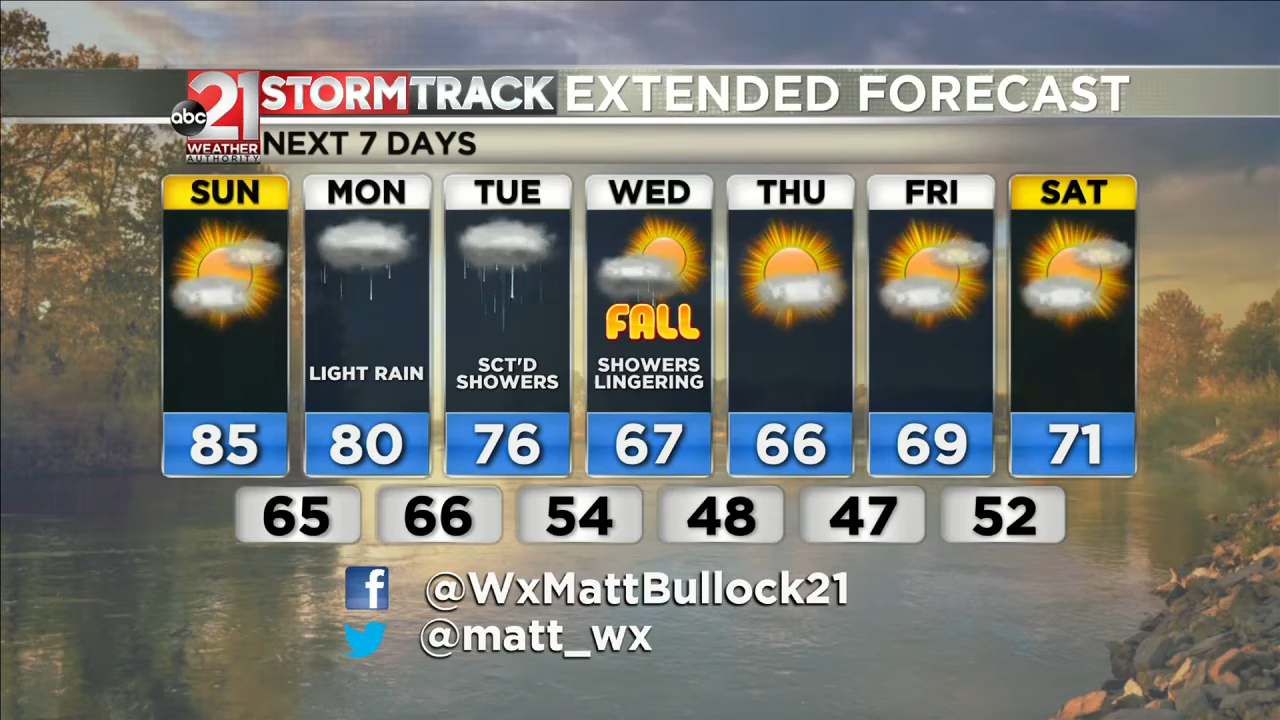 abc 21 STORMTRACK EXTENDED FORECAST
WEATHER
AUTHORITY
NEXT 7 DAYS
SUN MON TUE WED THU FRI SAT
FALL
LIGHT RAIN
SCT'D
SHOWERS
SHOWERS
LINGERING
85 80 76 67 66 69 71
65 66 54 48 47 52
f @WxMattBullock21
@matt_wx